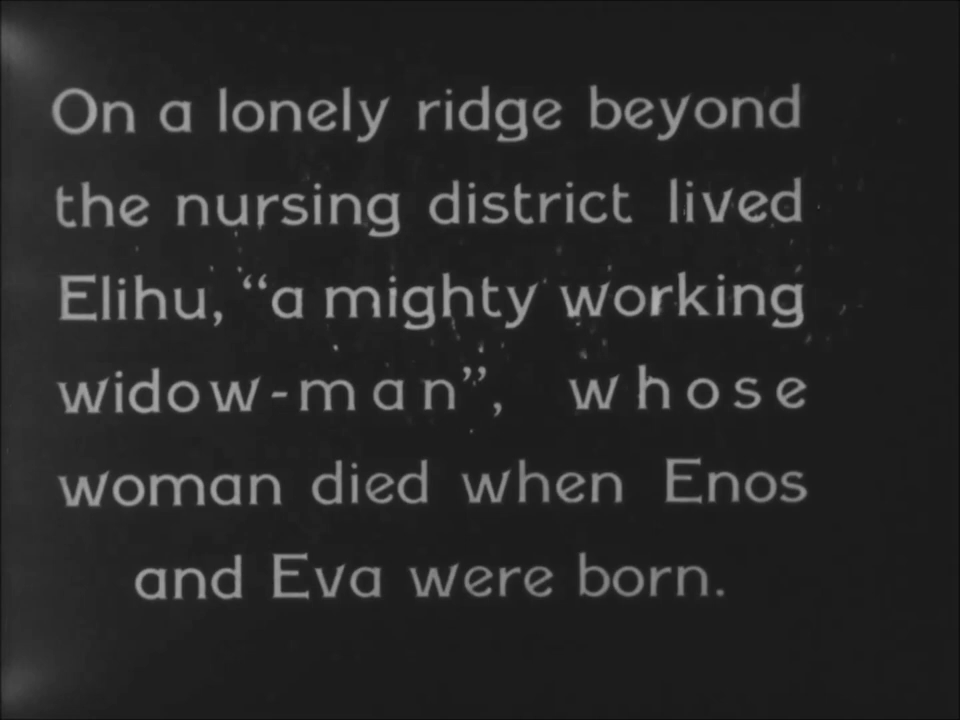 On a lonely ridge beyond
the nursing district lived
Elihu, “a mighty working
widow-man”, whose
woman died when Enos
and Eva were born.